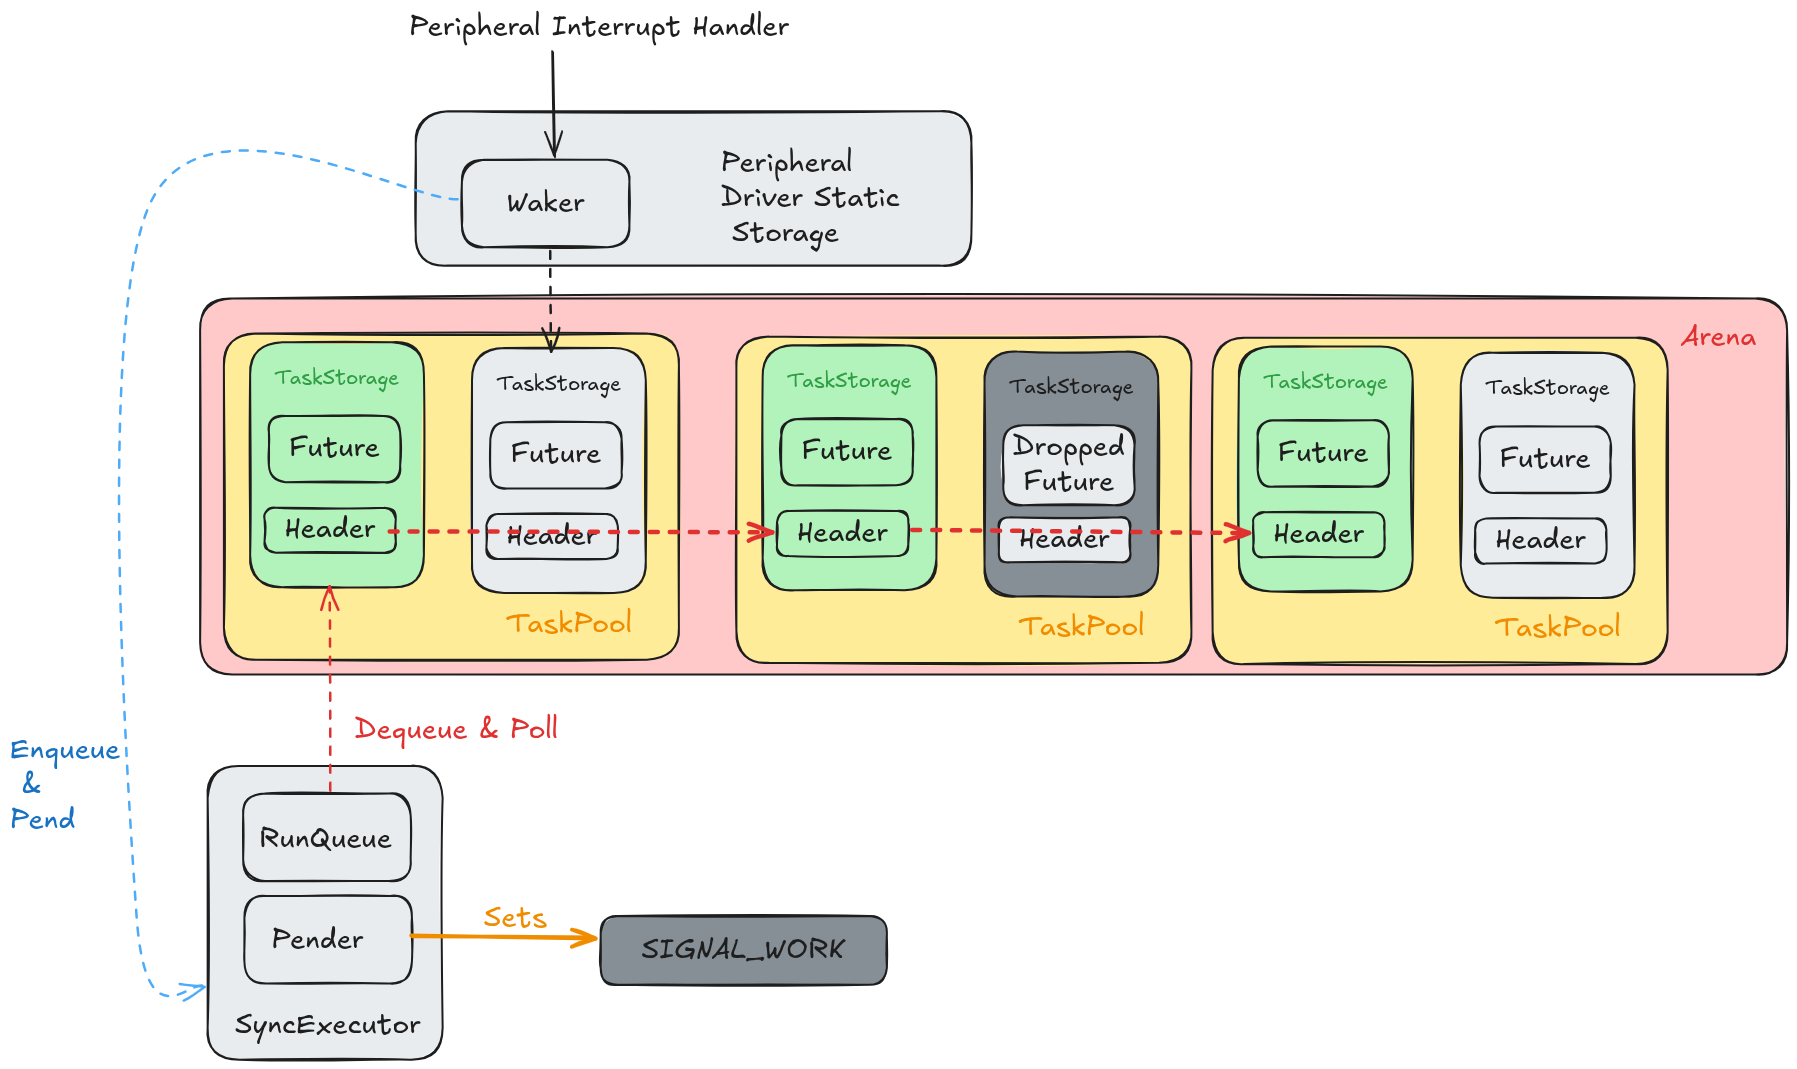 Peripheral Interrupt Handler
Waker
Peripheral
Driver Static
Storage
Arena
TaskStorage
Future
Header
TaskStorage
Future
Header
TaskPool
TaskStorage
Future
Header
TaskStorage
Dropped
Future
Header
TaskPool
TaskStorage
Future
Header
TaskStorage
Future
Header
TaskPool
Dequeue & Poll
Enqueue
&
Pend
RunQueue
Pender
SyncExecutor
Sets
SIGNAL_WORK